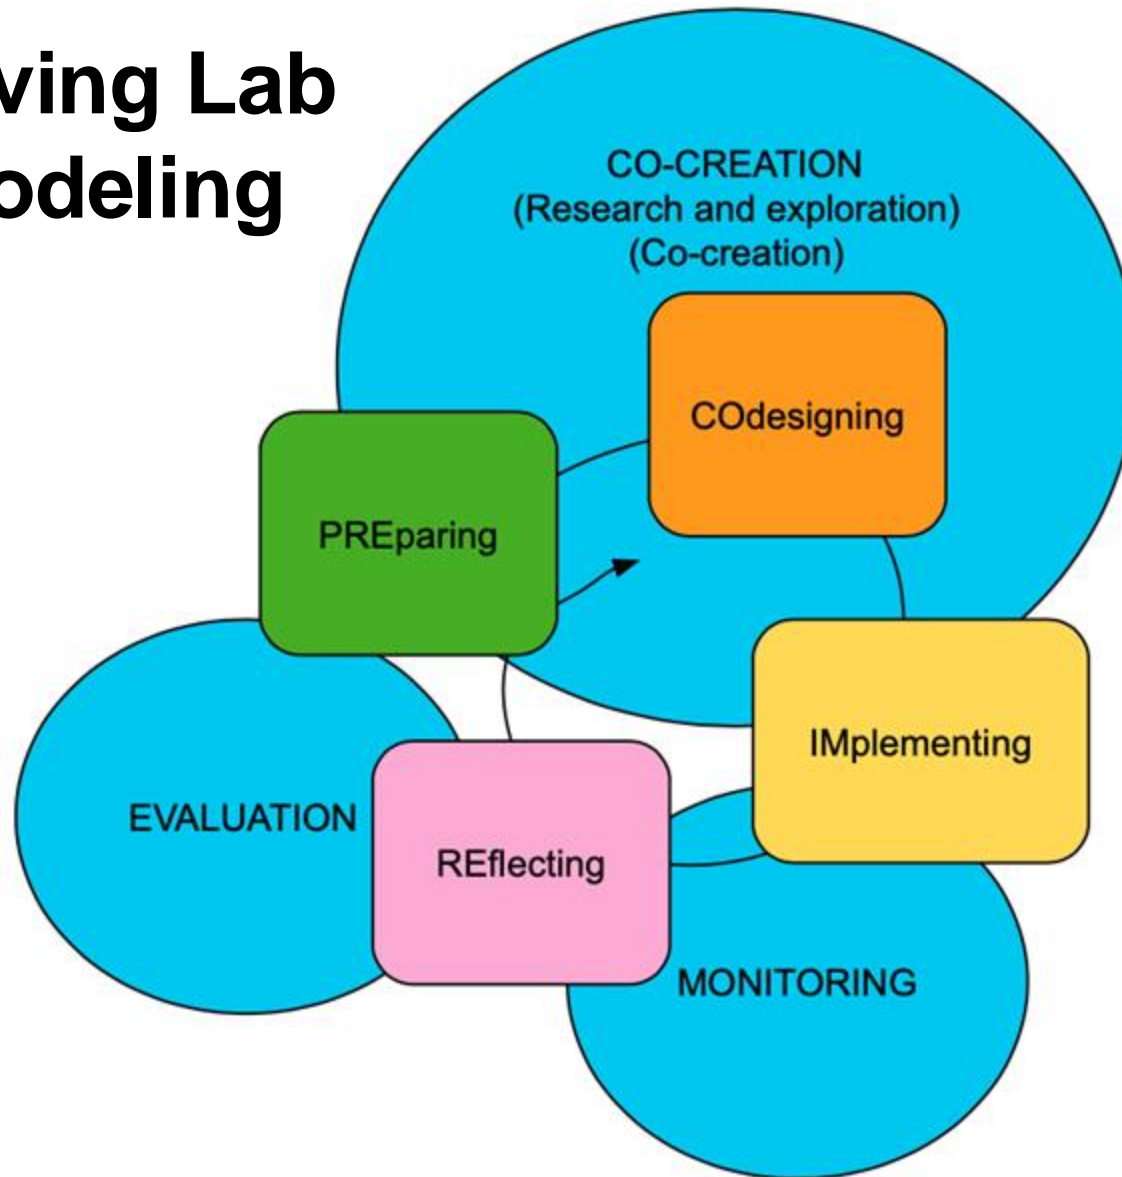 ving Lab
odeling
CO-CREATION
(Research and exploration)
(Co-creation)
COdesigning
PREparing
IMplementing
EVALUATION
REflecting
MONITORING